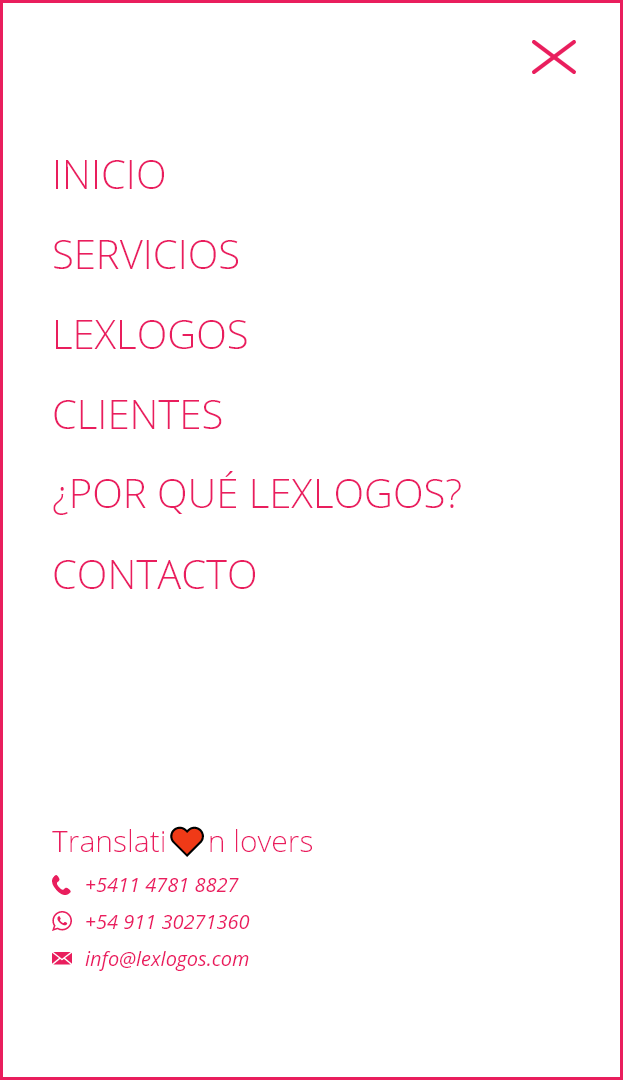 INICIO
SERVICIOS
LEXLOGOS
CLIENTES
¿POR QUÉ LEXLOGOS?
CONTACTO
Translati❤n lovers
+5411 4781 8827
+54 911 30271360
info@lexlogos.com